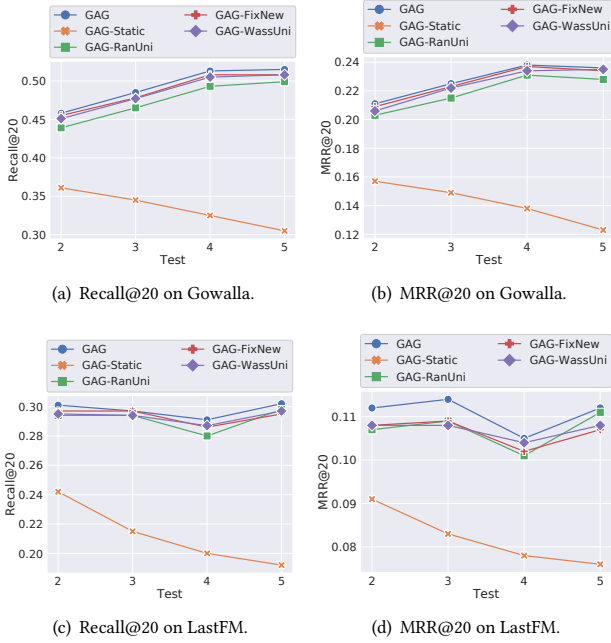 GAG GAG-FixNew
GAG-Static GAG-WassUni
GAG-RanUni
Recall@20
0.50
0.45
0.40
0.35
0.30
2 3 4 5
Test
(a) Recall@20 on Gowalla.
GAG GAG-FixNew
GAG-Static GAG-WassUni
GAG-RanUni
MRR@20
0.24
0.22
0.20
0.18
0.16
0.14
0.12
2 3 4 5
Test
(b) MRR@20 on Gowalla.
GAG GAG-FixNew
GAG-Static GAG-WassUni
GAG-RanUni
Recall@20
0.30
0.28
0.26
0.24
0.22
0.20
2 3 4 5
Test
(c) Recall@20 on LastFM.
GAG GAG-FixNew
GAG-Static GAG-WassUni
GAG-RanUni
MRR@20
0.11
0.10
0.09
0.08
2 3 4 5
Test
(d) MRR@20 on LastFM.